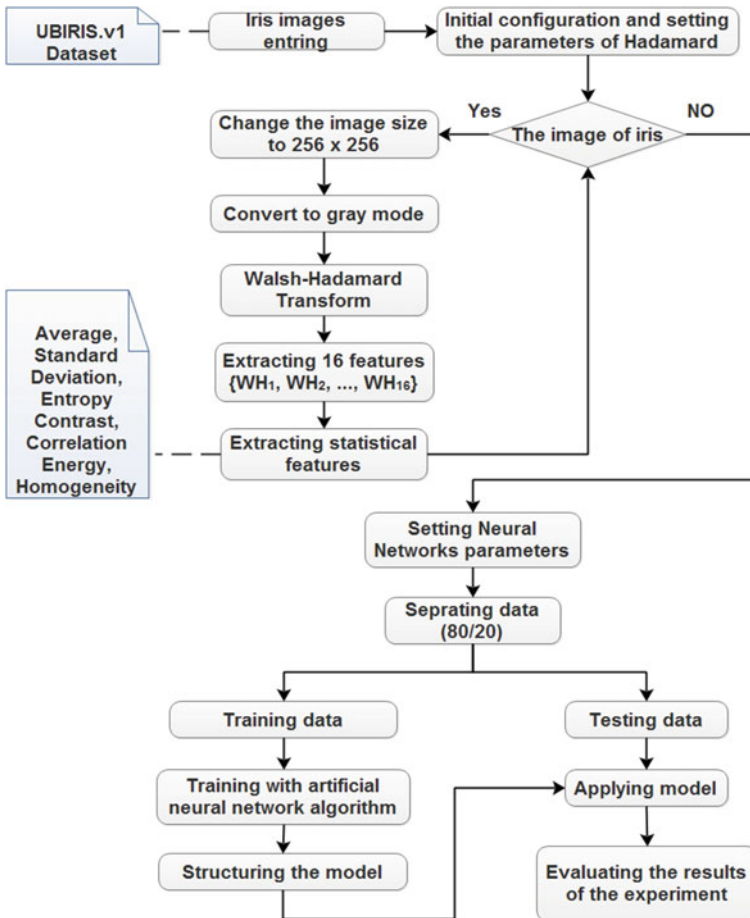 UBIRIS.v1
Dataset
Iris images
entring
Initial configuration and setting
the parameters of Hadamard
Yes
NO
The image of iris
Change the image size
to 256 x 256
Convert to gray mode
Walsh-Hadamard
Transform
Extracting 16 features
{WH₁, WH₂, ..., WH₁₆}
Extracting statistical
features
Average,
Standard
Deviation,
Entropy
Contrast,
Correlation
Energy,
Homogeneity
Setting Neural
Networks parameters
Seprating data
(80/20)
Training data
Testing data
Training with artificial
neural network algorithm
Applying model
Structuring the model
Evaluating the results
of the experiment